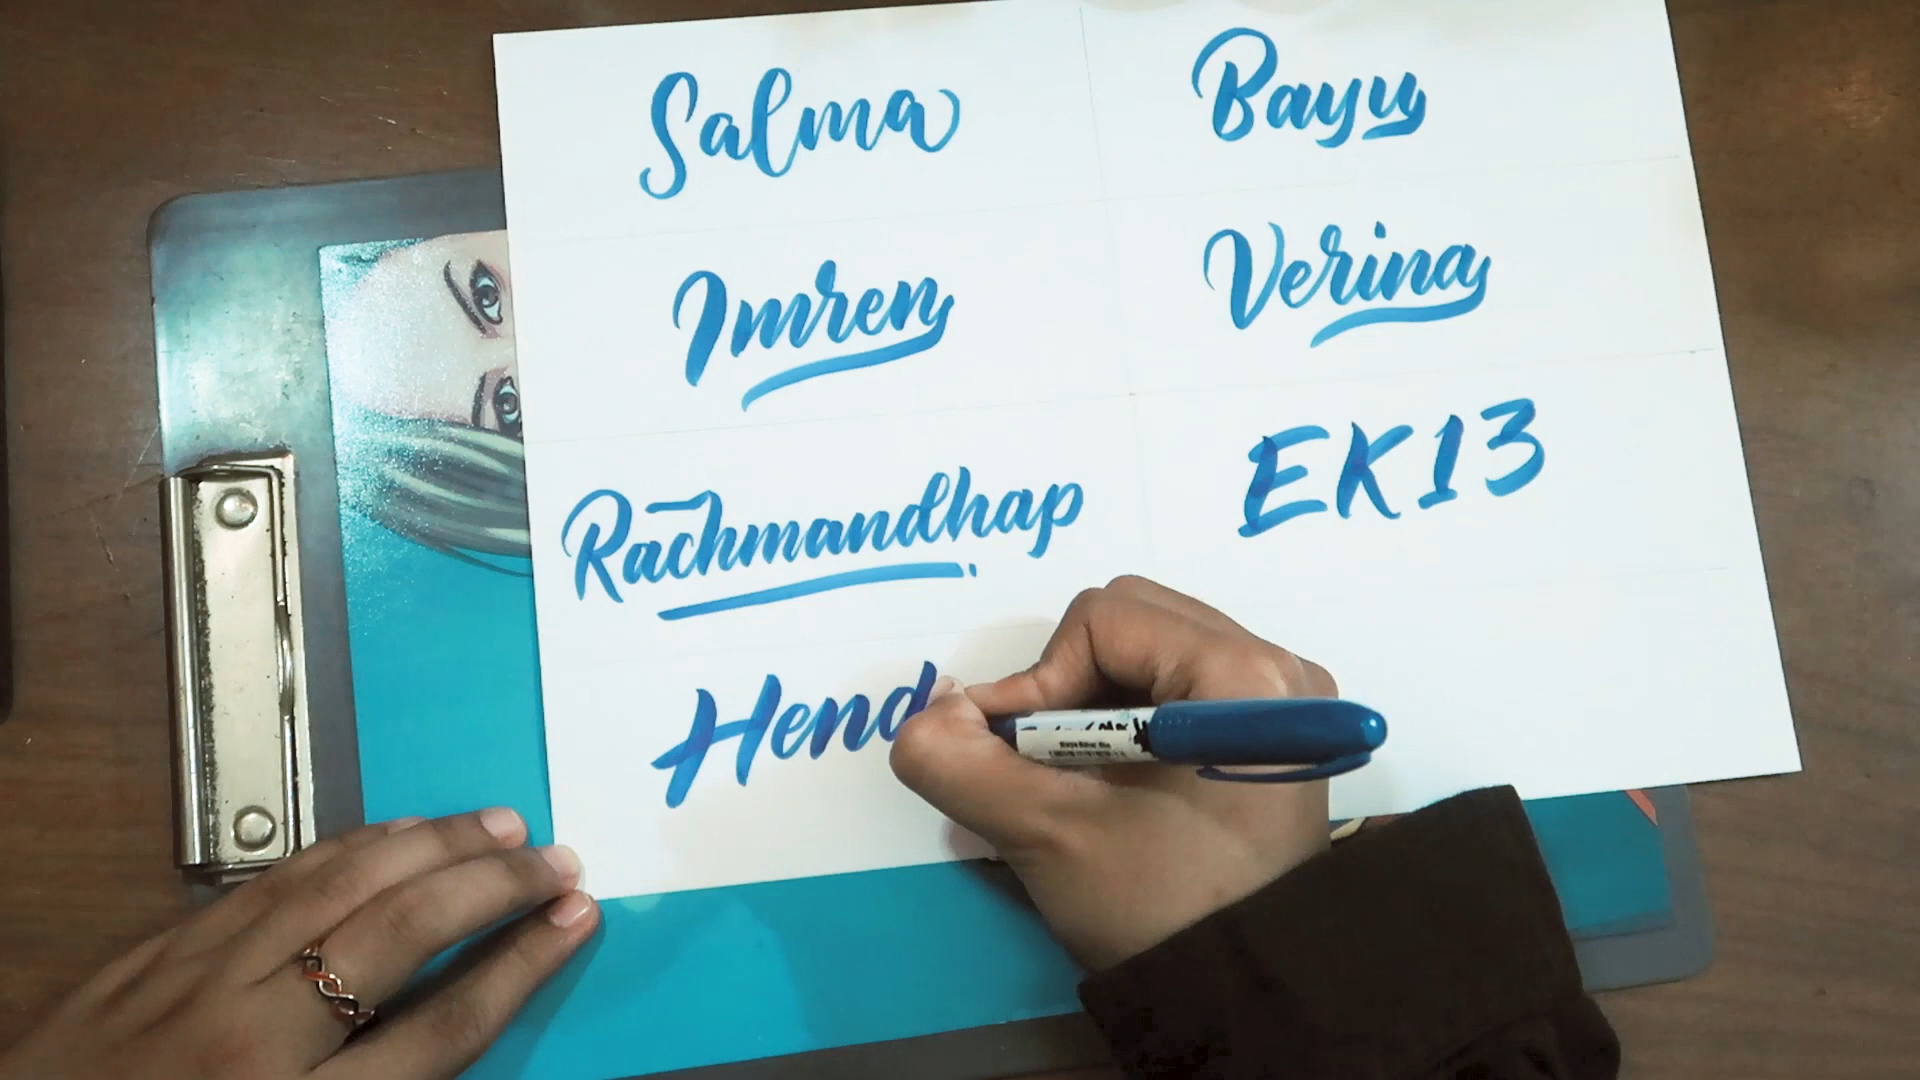 Salma
Bayu
Imren
Verina
Rachmandhap
EK13
Hend